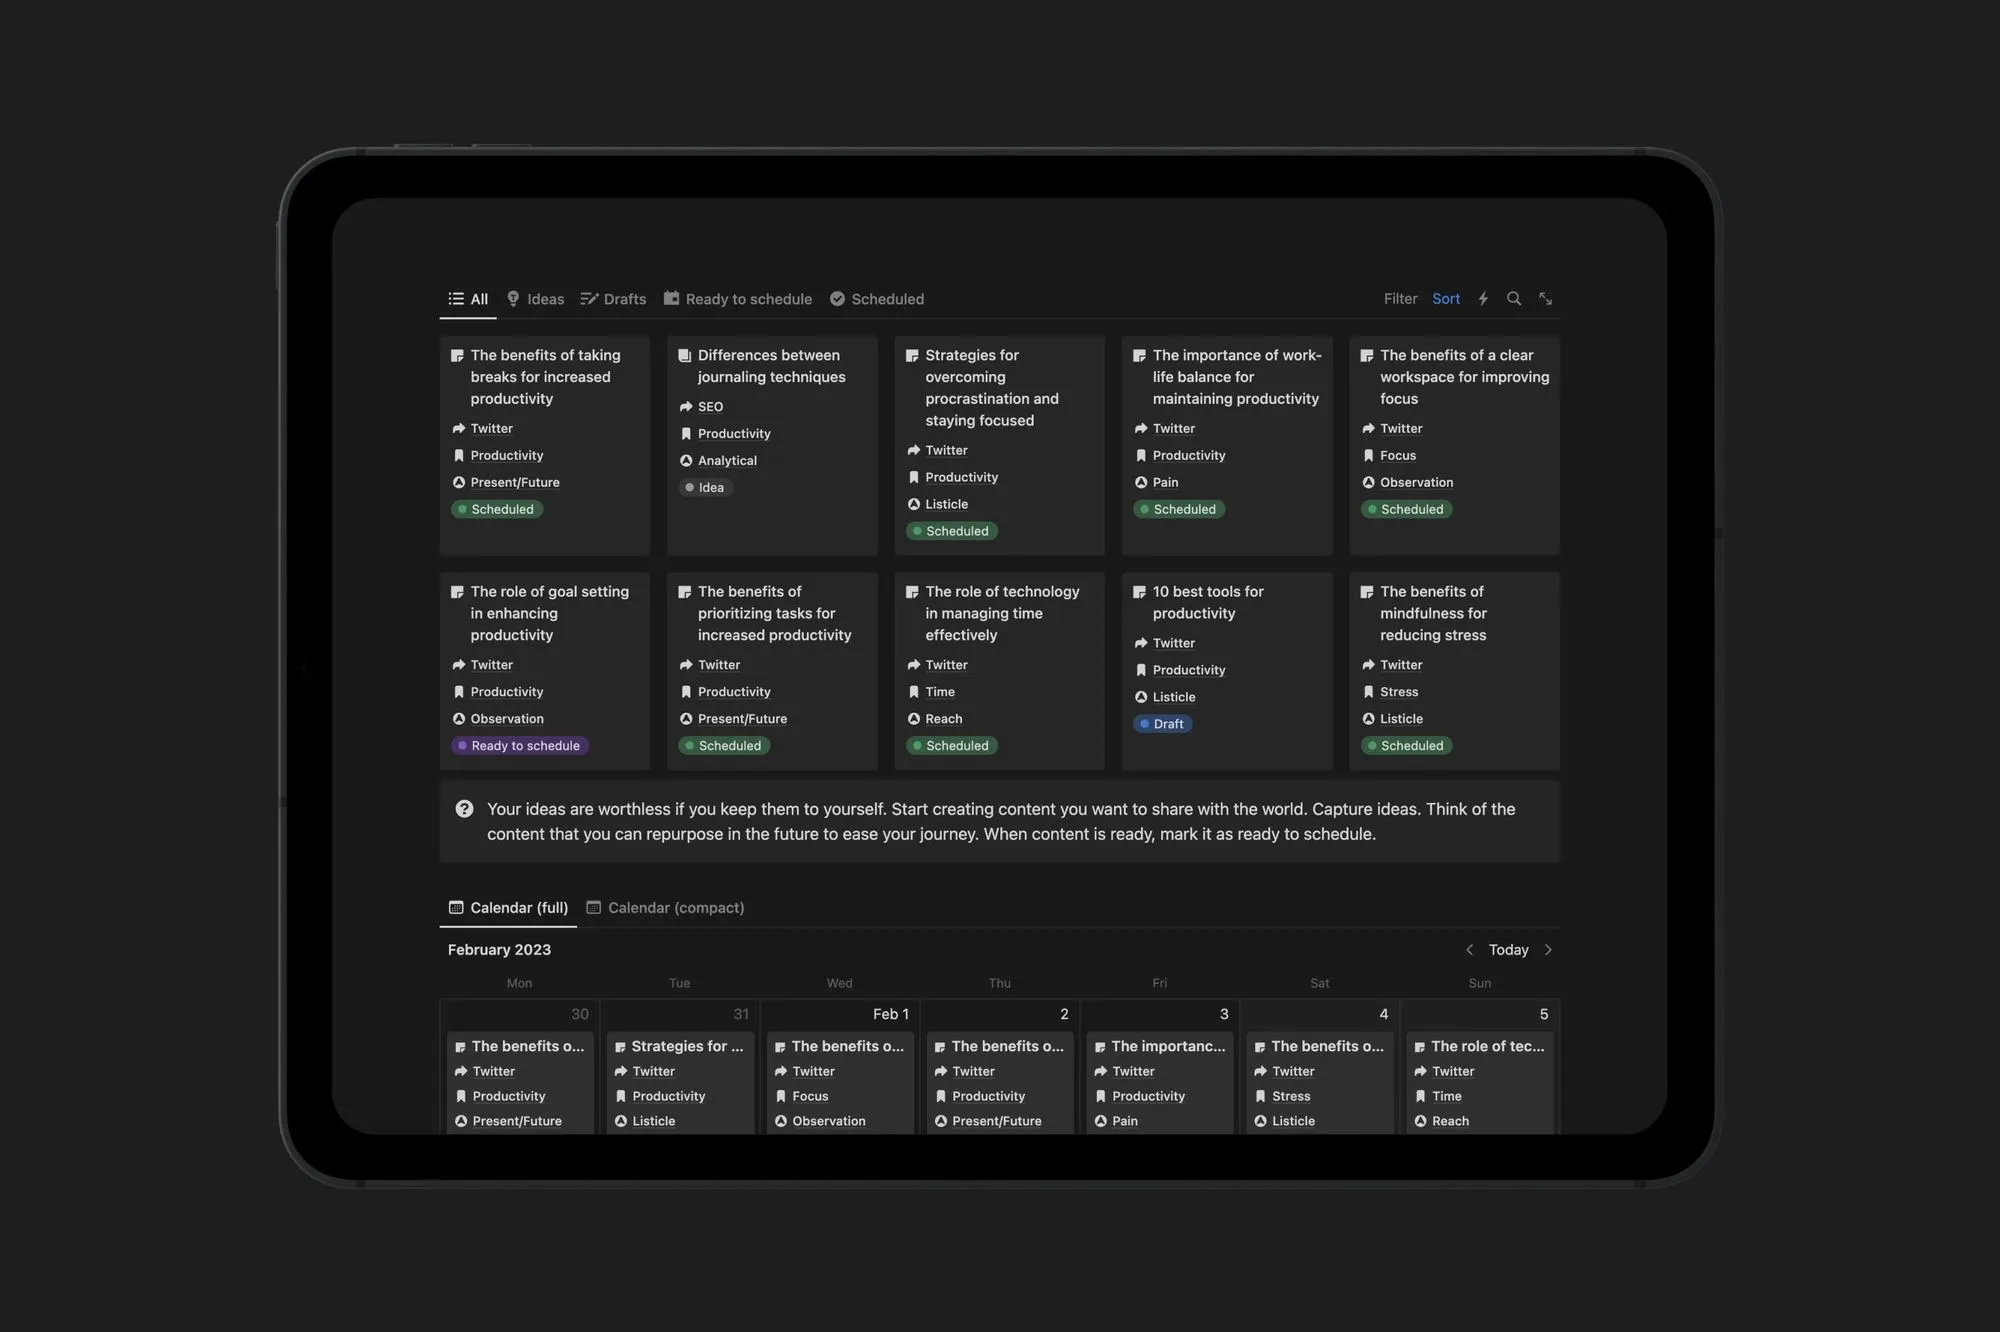 All Ideas Drafts Ready to schedule Scheduled Filter Sort
The benefits of taking
breaks for increased
productivity
Twitter
Productivity
Present/Future
Scheduled
Differences between
journaling techniques
SEO
Productivity
Analytical
Idea
Strategies for
overcoming
procrastination and
staying focused
Twitter
Productivity
Listicle
Scheduled
The importance of work-
life balance for
maintaining productivity
Twitter
Productivity
Pain
Scheduled
The benefits of a clear
workspace for improving
focus
Twitter
Focus
Observation
Scheduled
The role of goal setting
in enhancing
productivity
Twitter
Productivity
Observation
Ready to schedule
The benefits of
prioritizing tasks for
increased productivity
Twitter
Productivity
Present/Future
Scheduled
The role of technology
in managing time
effectively
Twitter
Time
Reach
Scheduled
10 best tools for
productivity
Twitter
Productivity
Listicle
Draft
The benefits of
mindfulness for
reducing stress
Twitter
Stress
Listicle
Scheduled
Your ideas are worthless if you keep them to yourself. Start creating content you want to share with the world. Capture ideas. Think of the
content that you can repurpose in the future to ease your journey. When content is ready, mark it as ready to schedule.
Calendar (full) Calendar (compact)
February 2023 Today
Mon Tue Wed Thu Fri Sat Sun
30 31 Feb 1 2 3 4 5
The benefits o...
Twitter
Productivity
Present/Future
Strategies for ...
Twitter
Productivity
Listicle
The benefits o...
Twitter
Focus
Observation
The benefits o...
Twitter
Productivity
Present/Future
The importanc...
Twitter
Productivity
Pain
The benefits o...
Twitter
Stress
Listicle
The role of tec...
Twitter
Time
Reach